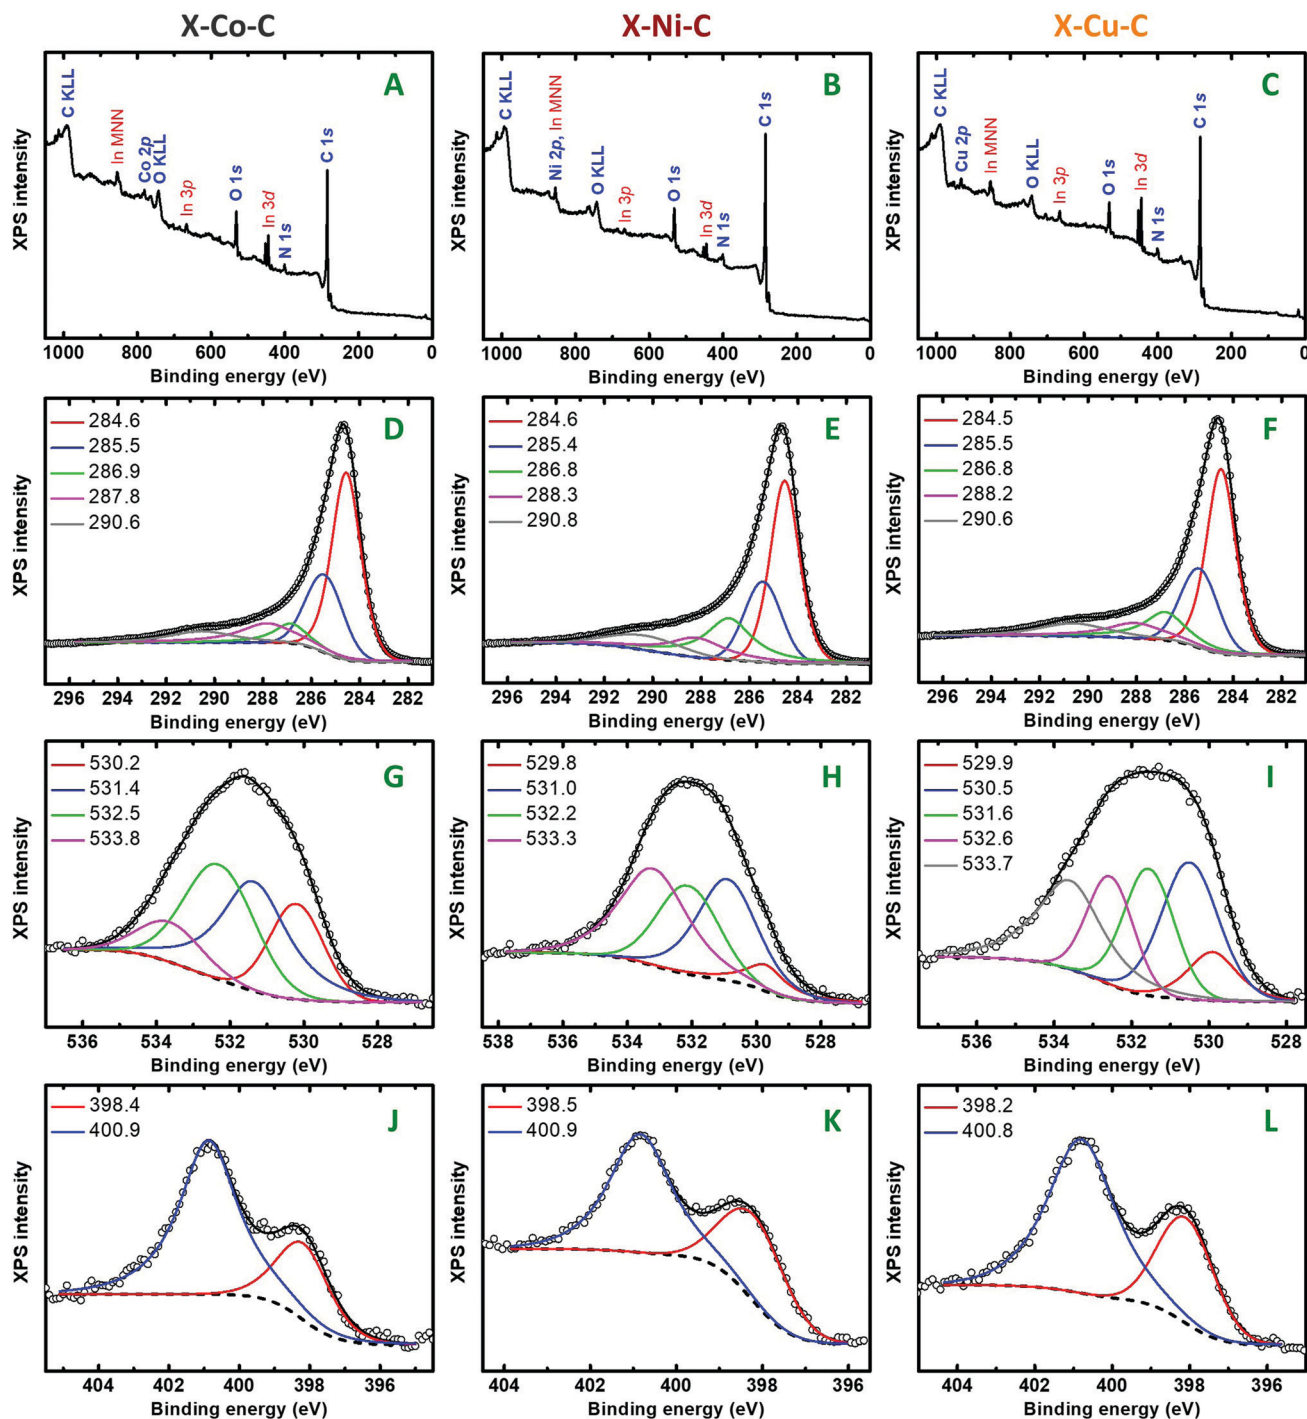 X-Co-C
X-Ni-C
X-Cu-C
A
C KLL
In MNN
Co 2p
O KLL
In 3p
O 1s
In 3d
N 1s
C 1s
XPS intensity
1000 800 600 400 200 0
Binding energy (eV)
B
C KLL
Ni 2p, In MNN
O KLL
In 3p
O 1s
In 3d
N 1s
C 1s
XPS intensity
1000 800 600 400 200 0
Binding energy (eV)
C
C KLL
Cu 2p
In MNN
O KLL
In 3p
O 1s
In 3d
N 1s
C 1s
XPS intensity
1000 800 600 400 200 0
Binding energy (eV)
D
284.6
285.5
286.9
287.8
290.6
XPS intensity
296 294 292 290 288 286 284 282
Binding energy (eV)
E
284.6
285.4
286.8
288.3
290.8
XPS intensity
296 294 292 290 288 286 284 282
Binding energy (eV)
F
284.5
285.5
286.8
288.2
290.6
XPS intensity
296 294 292 290 288 286 284 282
Binding energy (eV)
G
530.2
531.4
532.5
533.8
XPS intensity
536 534 532 530 528
Binding energy (eV)
H
529.8
531.0
532.2
533.3
XPS intensity
538 536 534 532 530 528
Binding energy (eV)
I
529.9
530.5
531.6
532.6
533.7
XPS intensity
536 534 532 530 528
Binding energy (eV)
J
398.4
400.9
XPS intensity
404 402 400 398 396
Binding energy (eV)
K
398.5
400.9
XPS intensity
404 402 400 398 396
Binding energy (eV)
L
398.2
400.8
XPS intensity
404 402 400 398 396
Binding energy (eV)